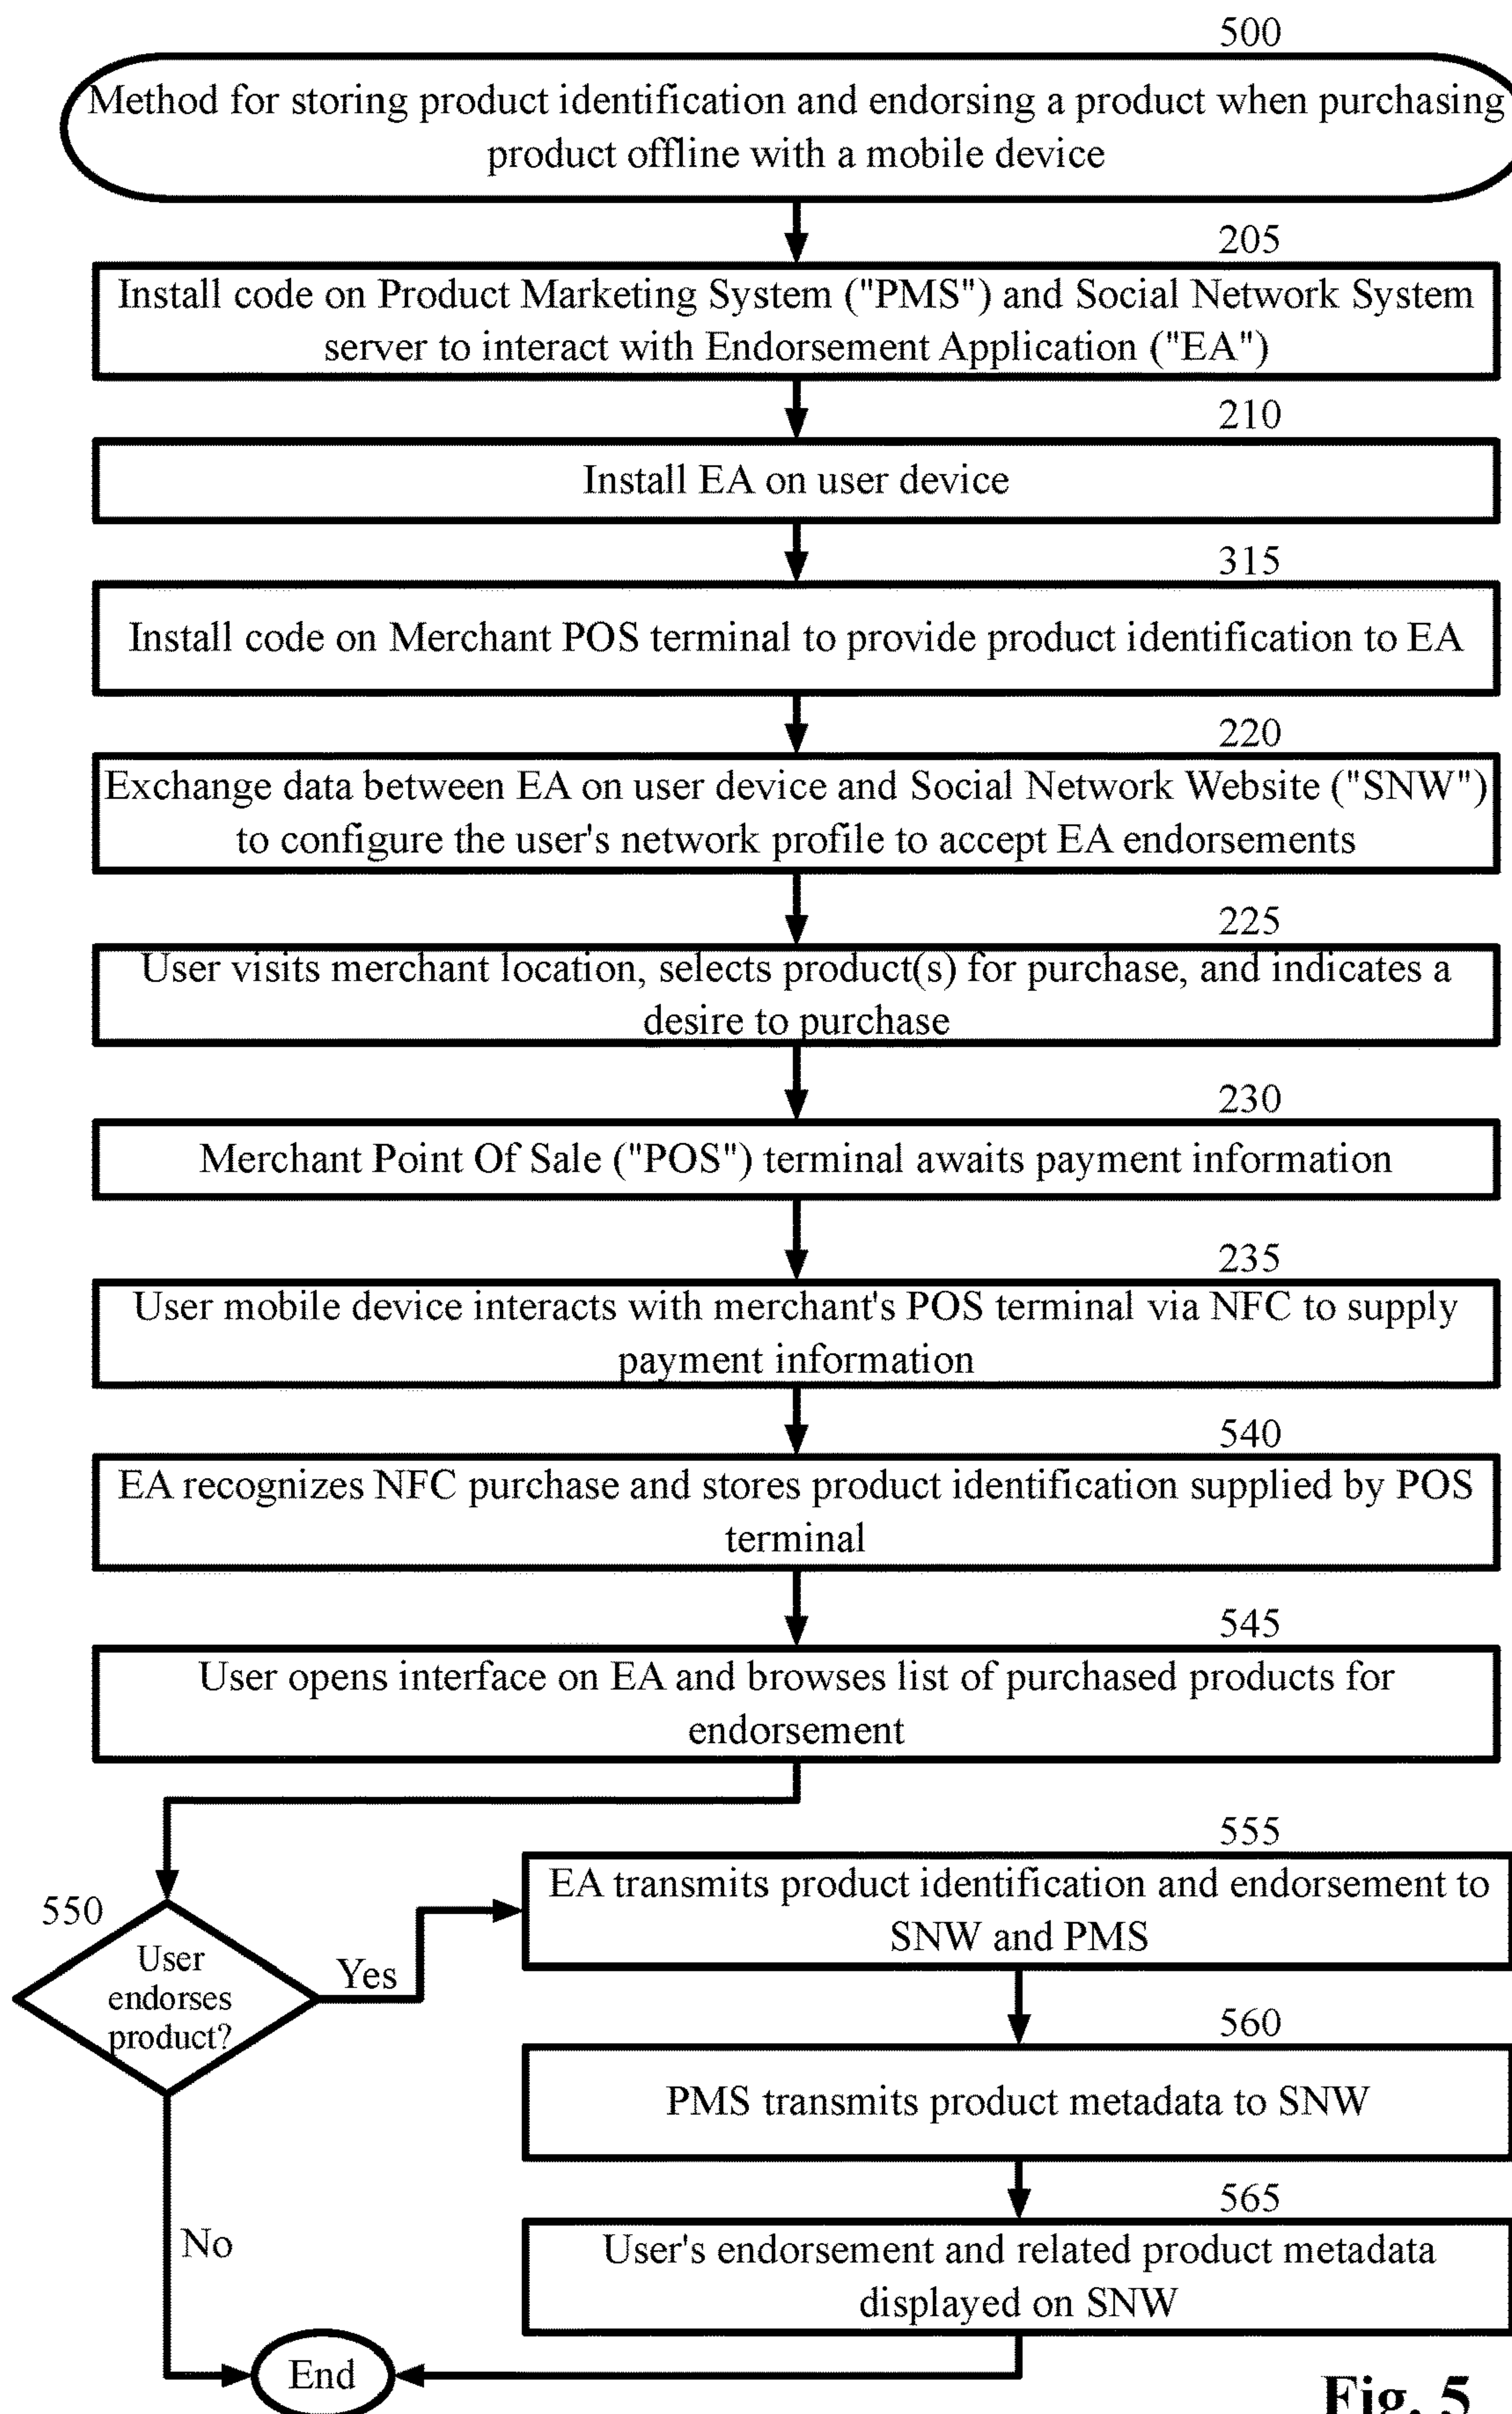 500
Method for storing product identification and endorsing a product when purchasing
product offline with a mobile device
205
Install code on Product Marketing System ("PMS") and Social Network System
server to interact with Endorsement Application ("EA")
210
Install EA on user device
315
Install code on Merchant POS terminal to provide product identification to EA
220
Exchange data between EA on user device and Social Network Website ("SNW")
to configure the user's network profile to accept EA endorsements
225
User visits merchant location, selects product(s) for purchase, and indicates a
desire to purchase
230
Merchant Point Of Sale ("POS") terminal awaits payment information
235
User mobile device interacts with merchant's POS terminal via NFC to supply
payment information
540
EA recognizes NFC purchase and stores product identification supplied by POS
terminal
545
User opens interface on EA and browses list of purchased products for
endorsement
550
User
endorses
product?
Yes
No
555
EA transmits product identification and endorsement to
SNW and PMS
560
PMS transmits product metadata to SNW
565
User's endorsement and related product metadata
displayed on SNW
End
Fig. 5